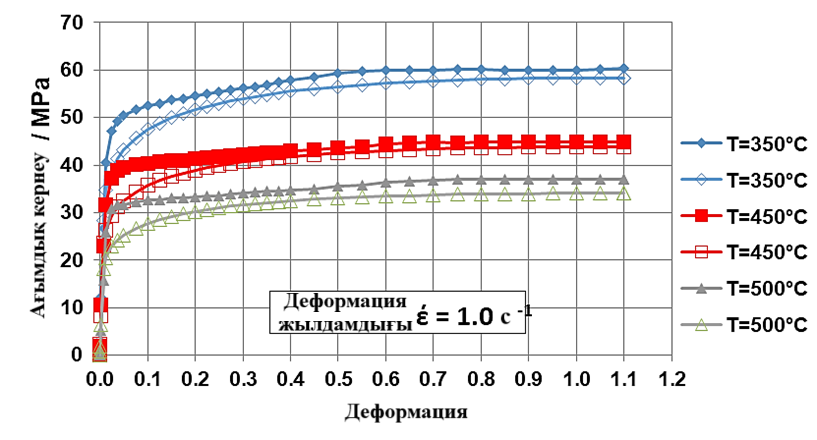 70
60
50
40
30
20
10
0
Ағымдық кернеу / MPa
0.0 0.1 0.2 0.3 0.4 0.5 0.6 0.7 0.8 0.9 1.0 1.1 1.2
Деформация
Деформация
жылдамдығы έ = 1.0 с -1
T=350°C
T=350°C
T=450°C
T=450°C
T=500°C
T=500°C